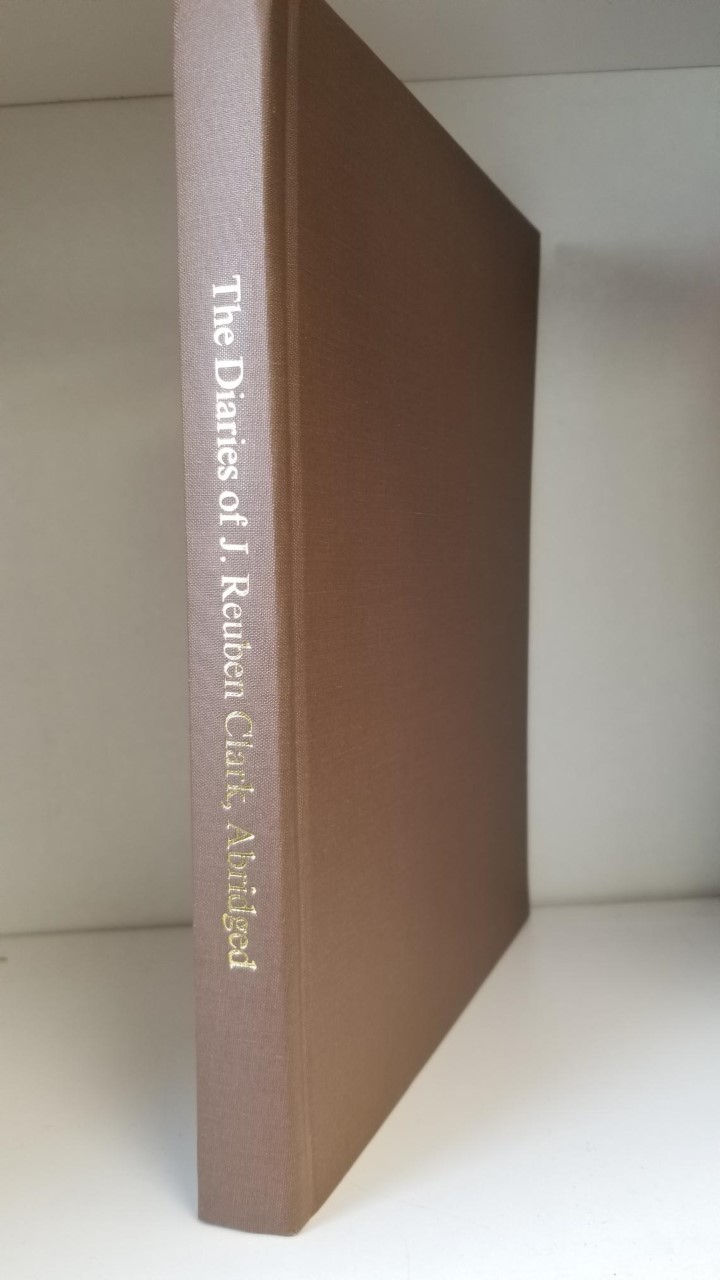 The Diaries of J. Reuben Clark, Abridged